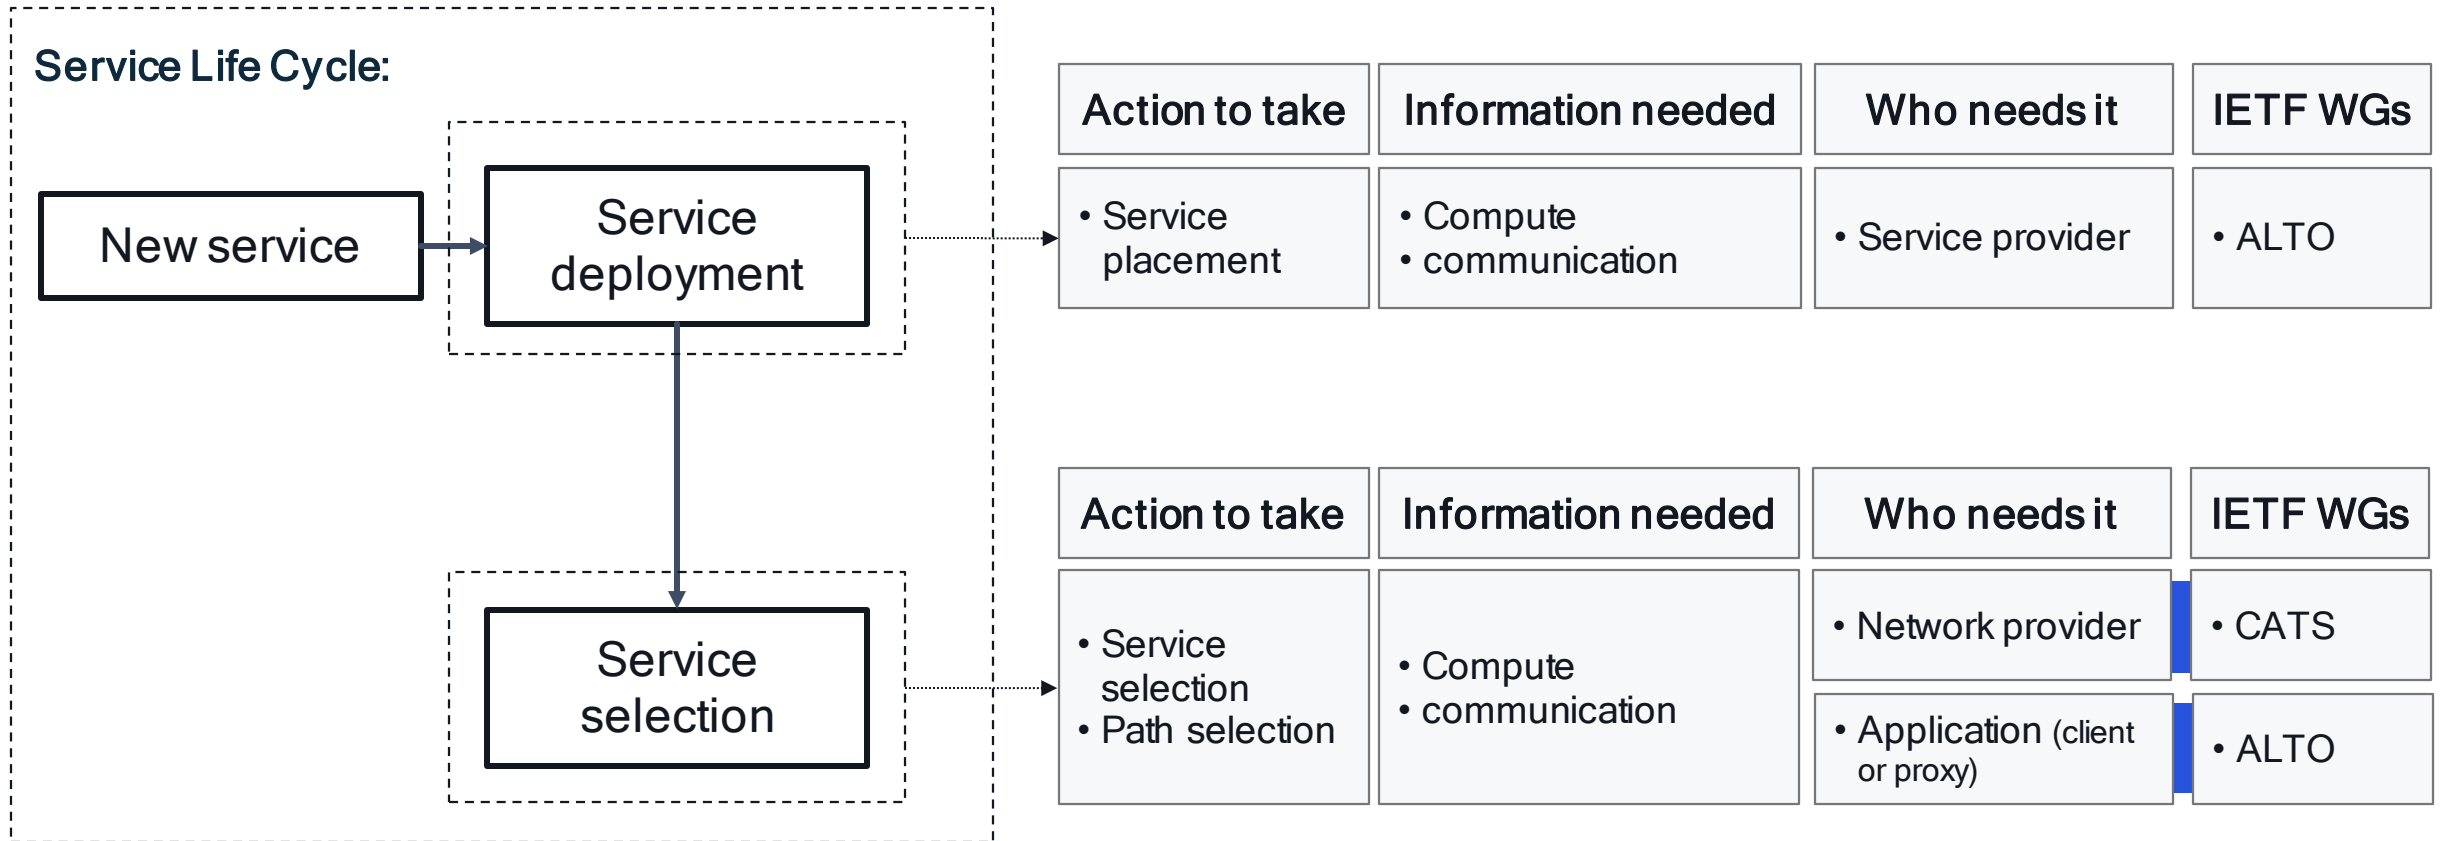 Service Life Cycle:
New service
Service
deployment
Action to take
Information needed
Who needs it
IETF WGs
• Service
placement
• Compute
• communication
• Service provider
• ALTO
Service
selection
Action to take
Information needed
Who needs it
IETF WGs
• Service
selection
• Path selection
• Compute
• communication
• Network provider
• CATS
• Application (client
or proxy)
• ALTO